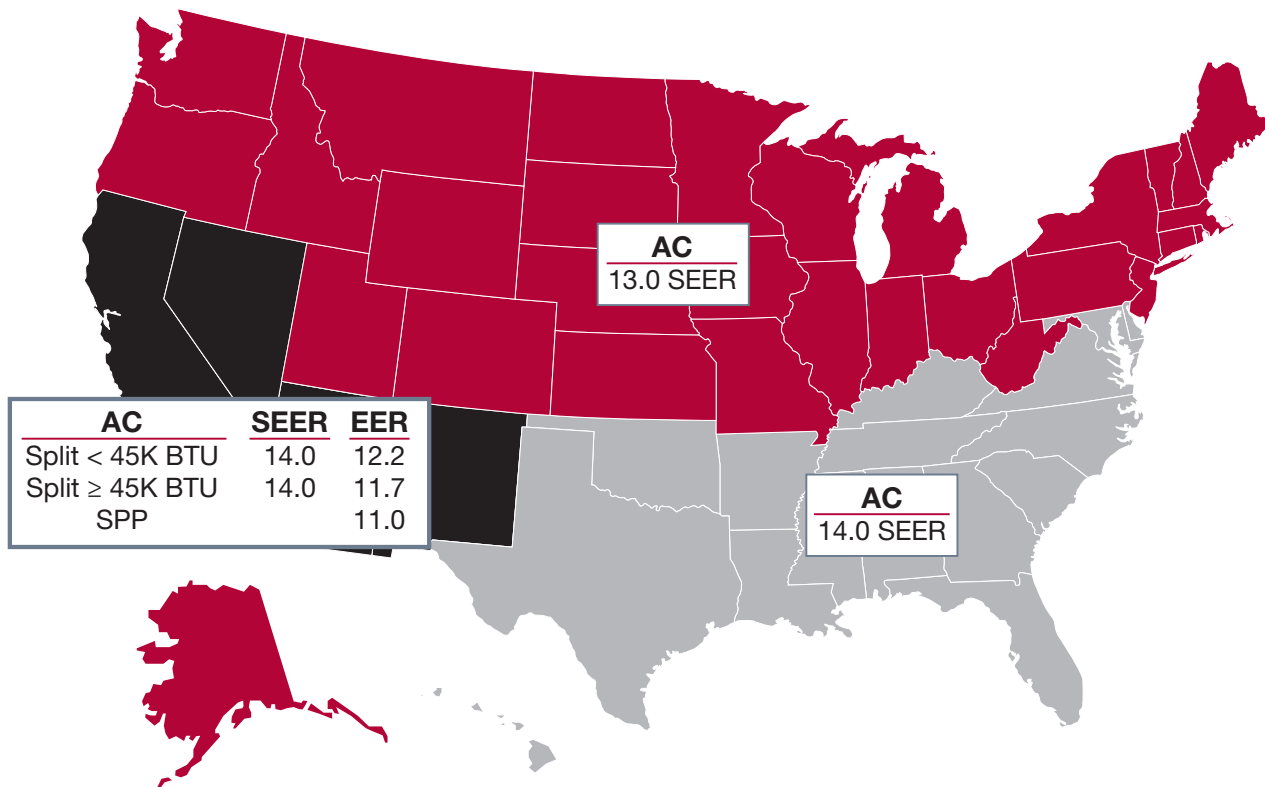 AC
13.0 SEER
AC SEER EER
Split < 45K BTU 14.0 12.2
Split ≥ 45K BTU 14.0 11.7
SPP 11.0
AC
14.0 SEER